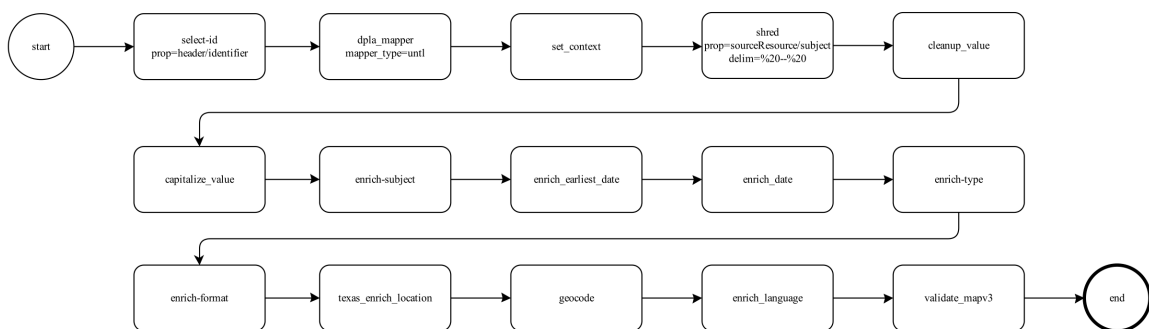 start
select-id
prop=header/identifier
dpla_mapper
mapper_type=untl
set_context
shred
prop=sourceResource/subject
delim=%20--%20
cleanup_value
capitalize_value
enrich-subject
enrich_earliest_date
enrich_date
enrich-type
enrich-format
texas_enrich_location
geocode
enrich_language
validate_mapv3
end